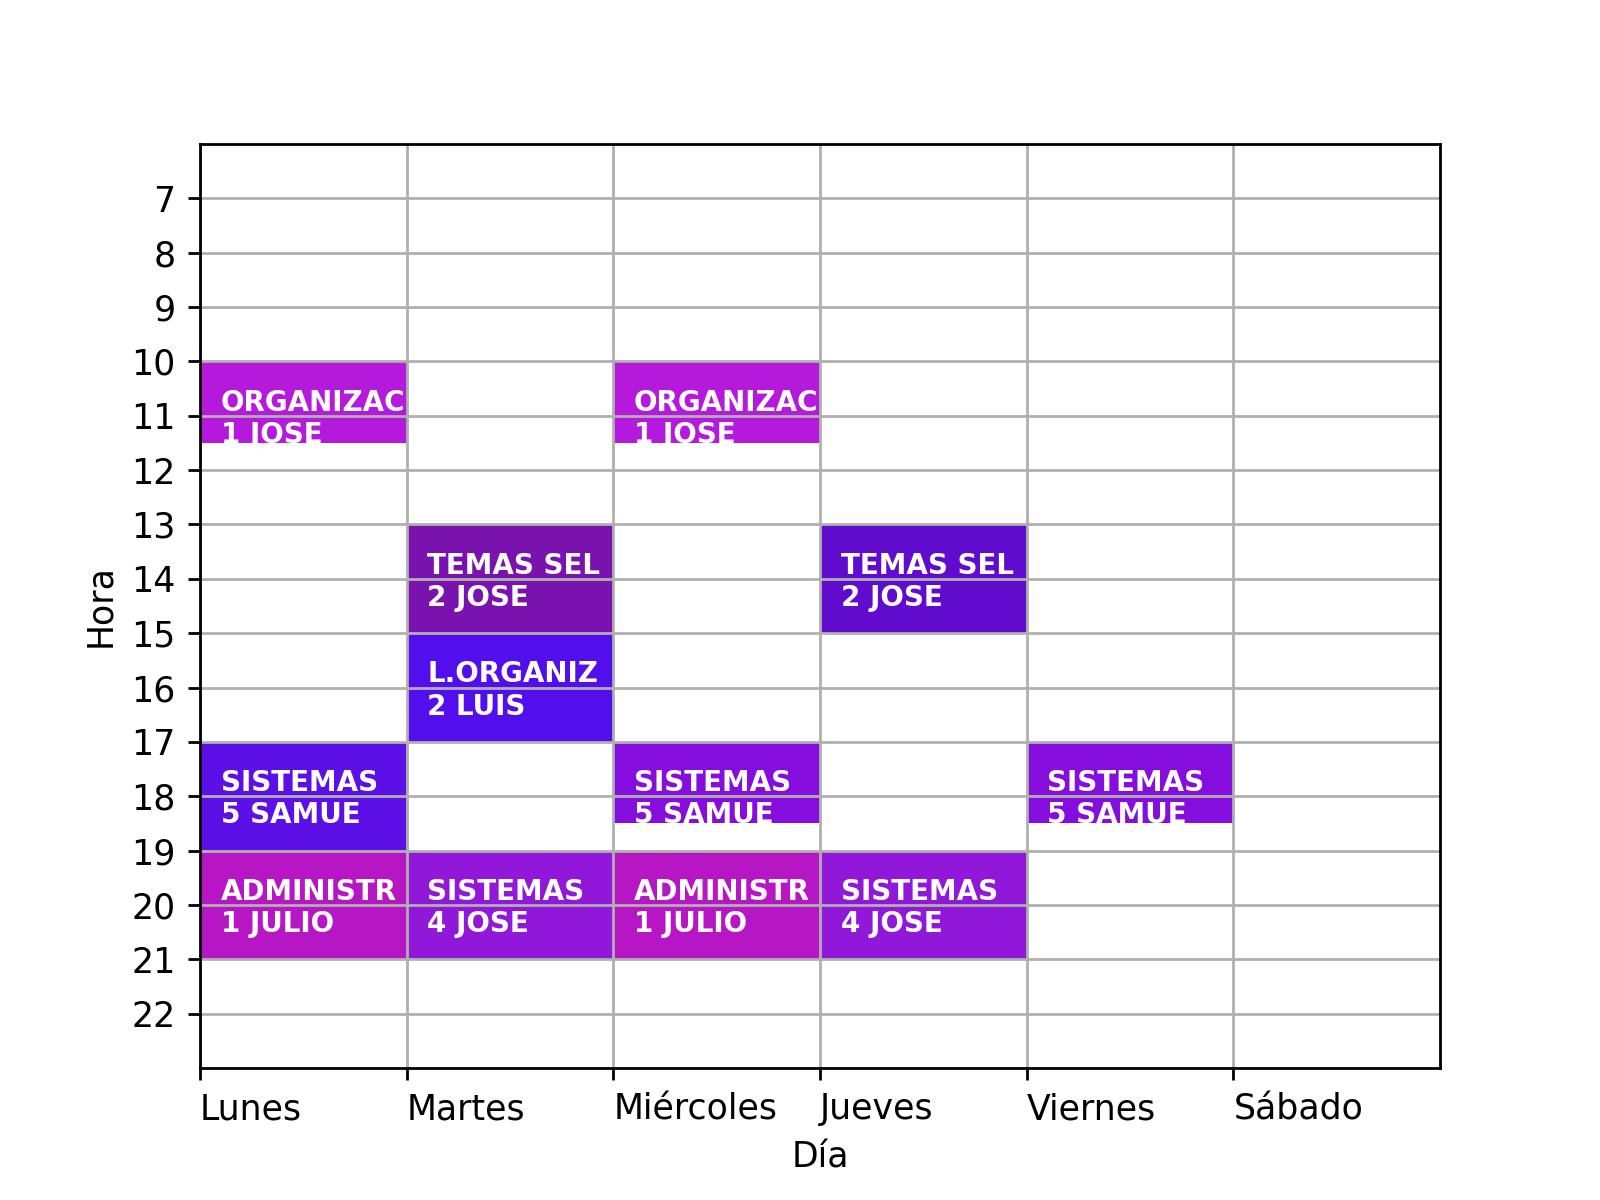 7
8
9
10
ORGANIZAC
1 JOSE
ORGANIZAC
1 JOSE
11
12
13
TEMAS SEL
2 JOSE
TEMAS SEL
2 JOSE
14
15
L.ORGANIZ
2 LUIS
16
17
SISTEMAS
5 SAMUE
SISTEMAS
5 SAMUE
SISTEMAS
5 SAMUE
18
19
ADMINISTR
1 JULIO
SISTEMAS
4 JOSE
ADMINISTR
1 JULIO
SISTEMAS
4 JOSE
20
21
22
Hora
Lunes Martes Miércoles Jueves Viernes Sábado
Día